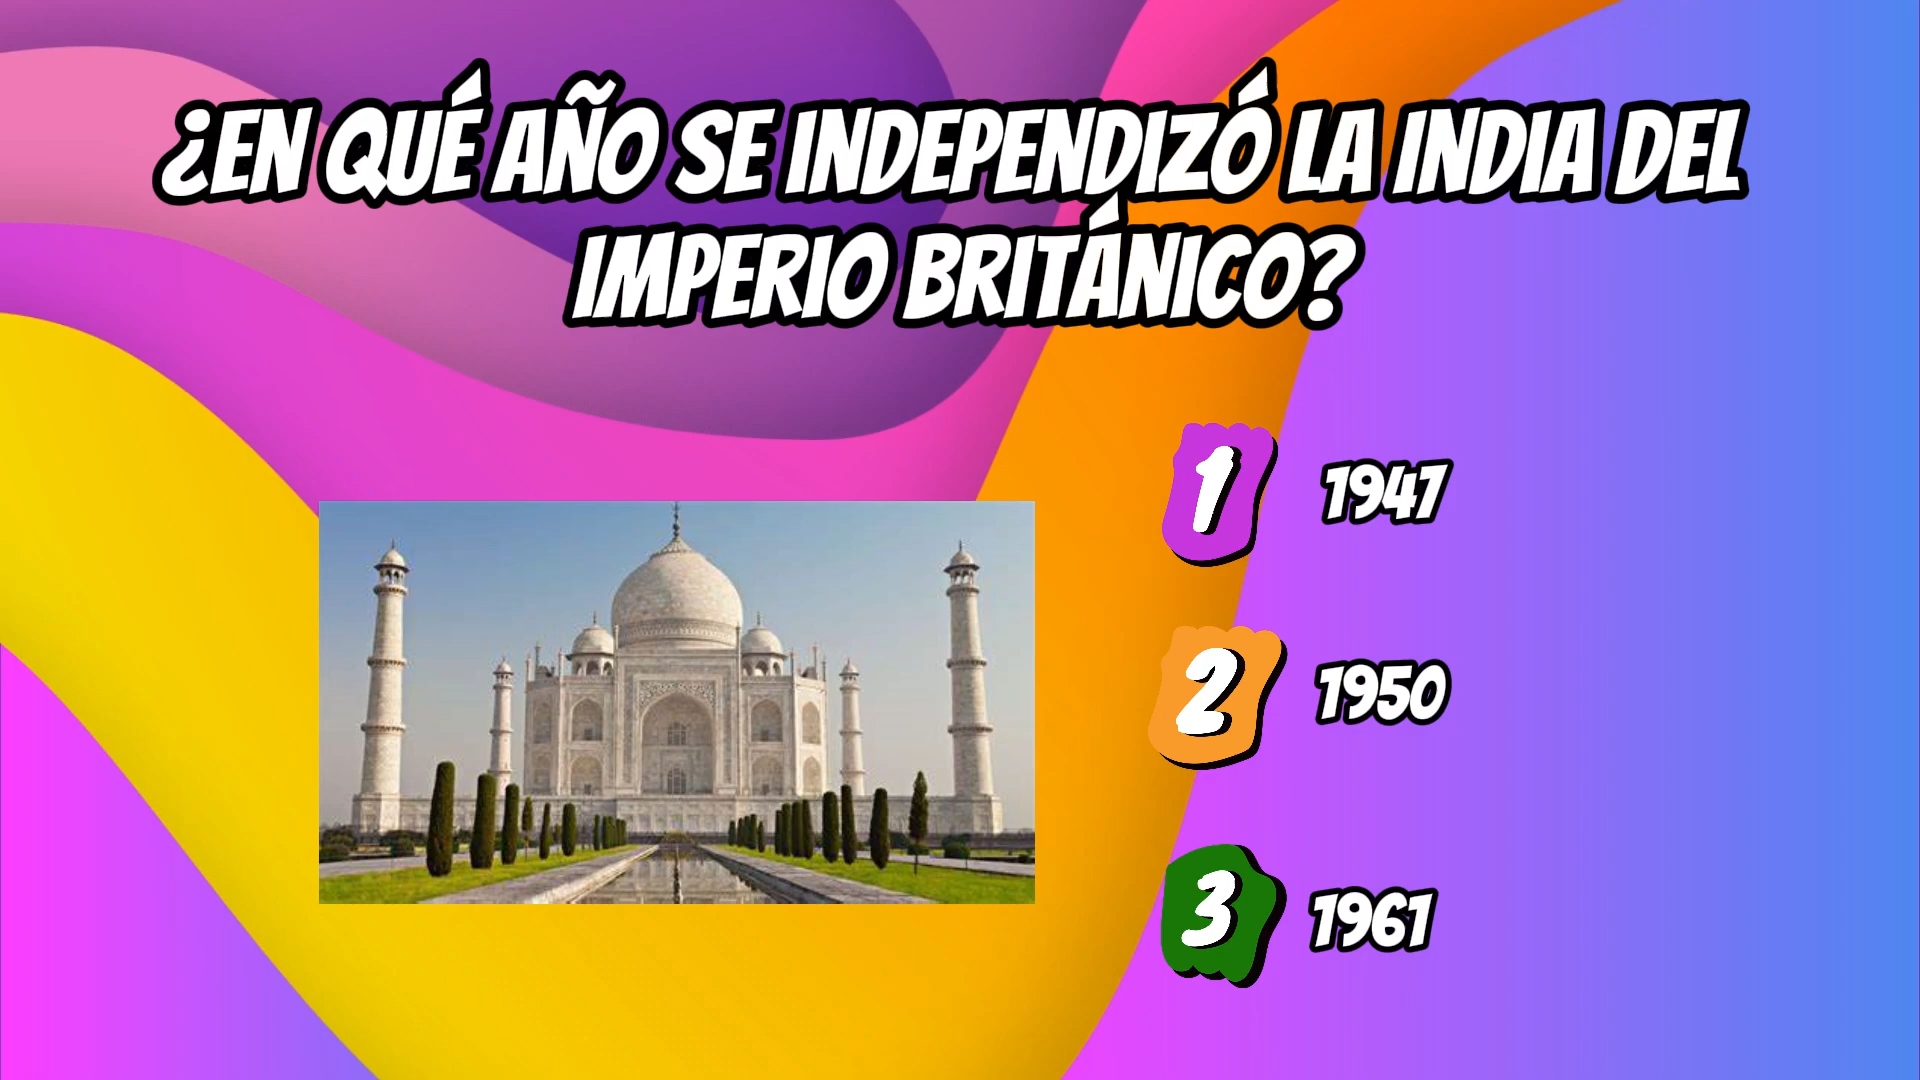 ¿EN QUÉ AÑO SE INDEPENDIZÓ LA INDIA DEL
IMPERIO BRITÁNICO?
1 1947
2 1950
3 1961